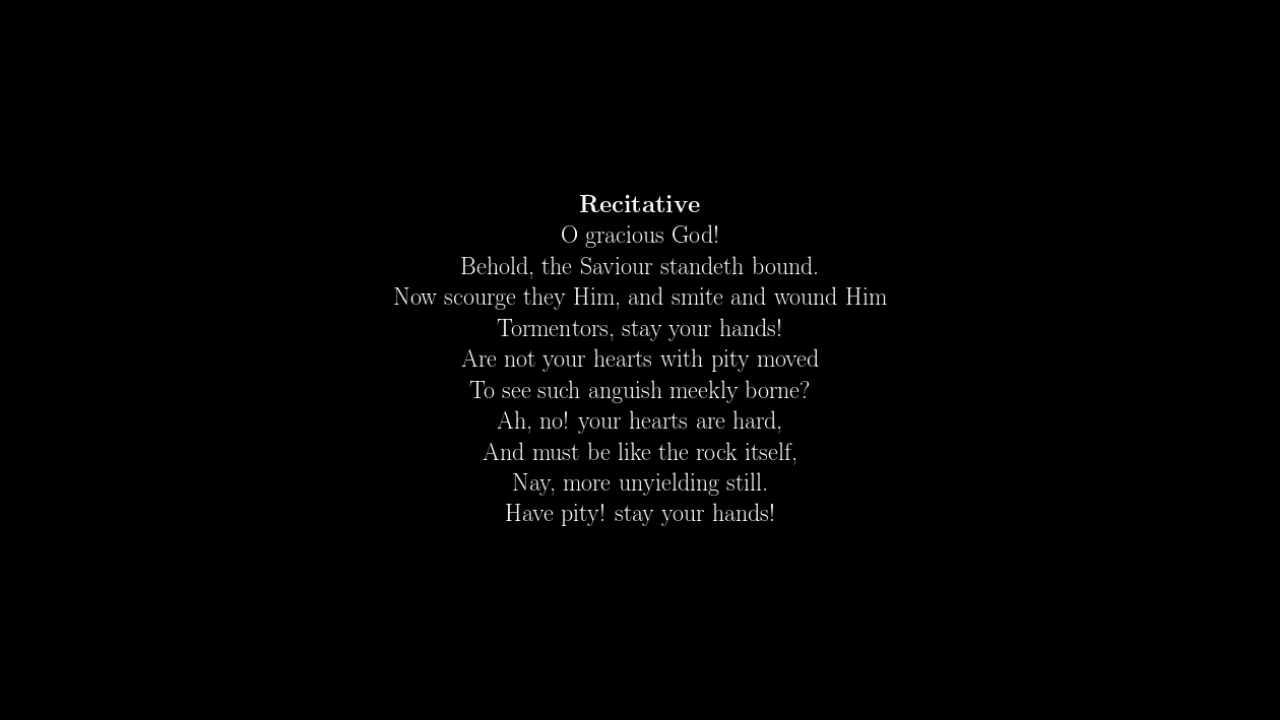 Recitative
O gracious God!
Behold, the Saviour standeth bound.
Now scourge they Him, and smite and wound Him
Tormentors, stay your hands!
Are not your hearts with pity moved
To see such anguish meekly borne?
Ah, no! your hearts are hard,
And must be like the rock itself,
Nay, more unyielding still.
Have pity! stay your hands!